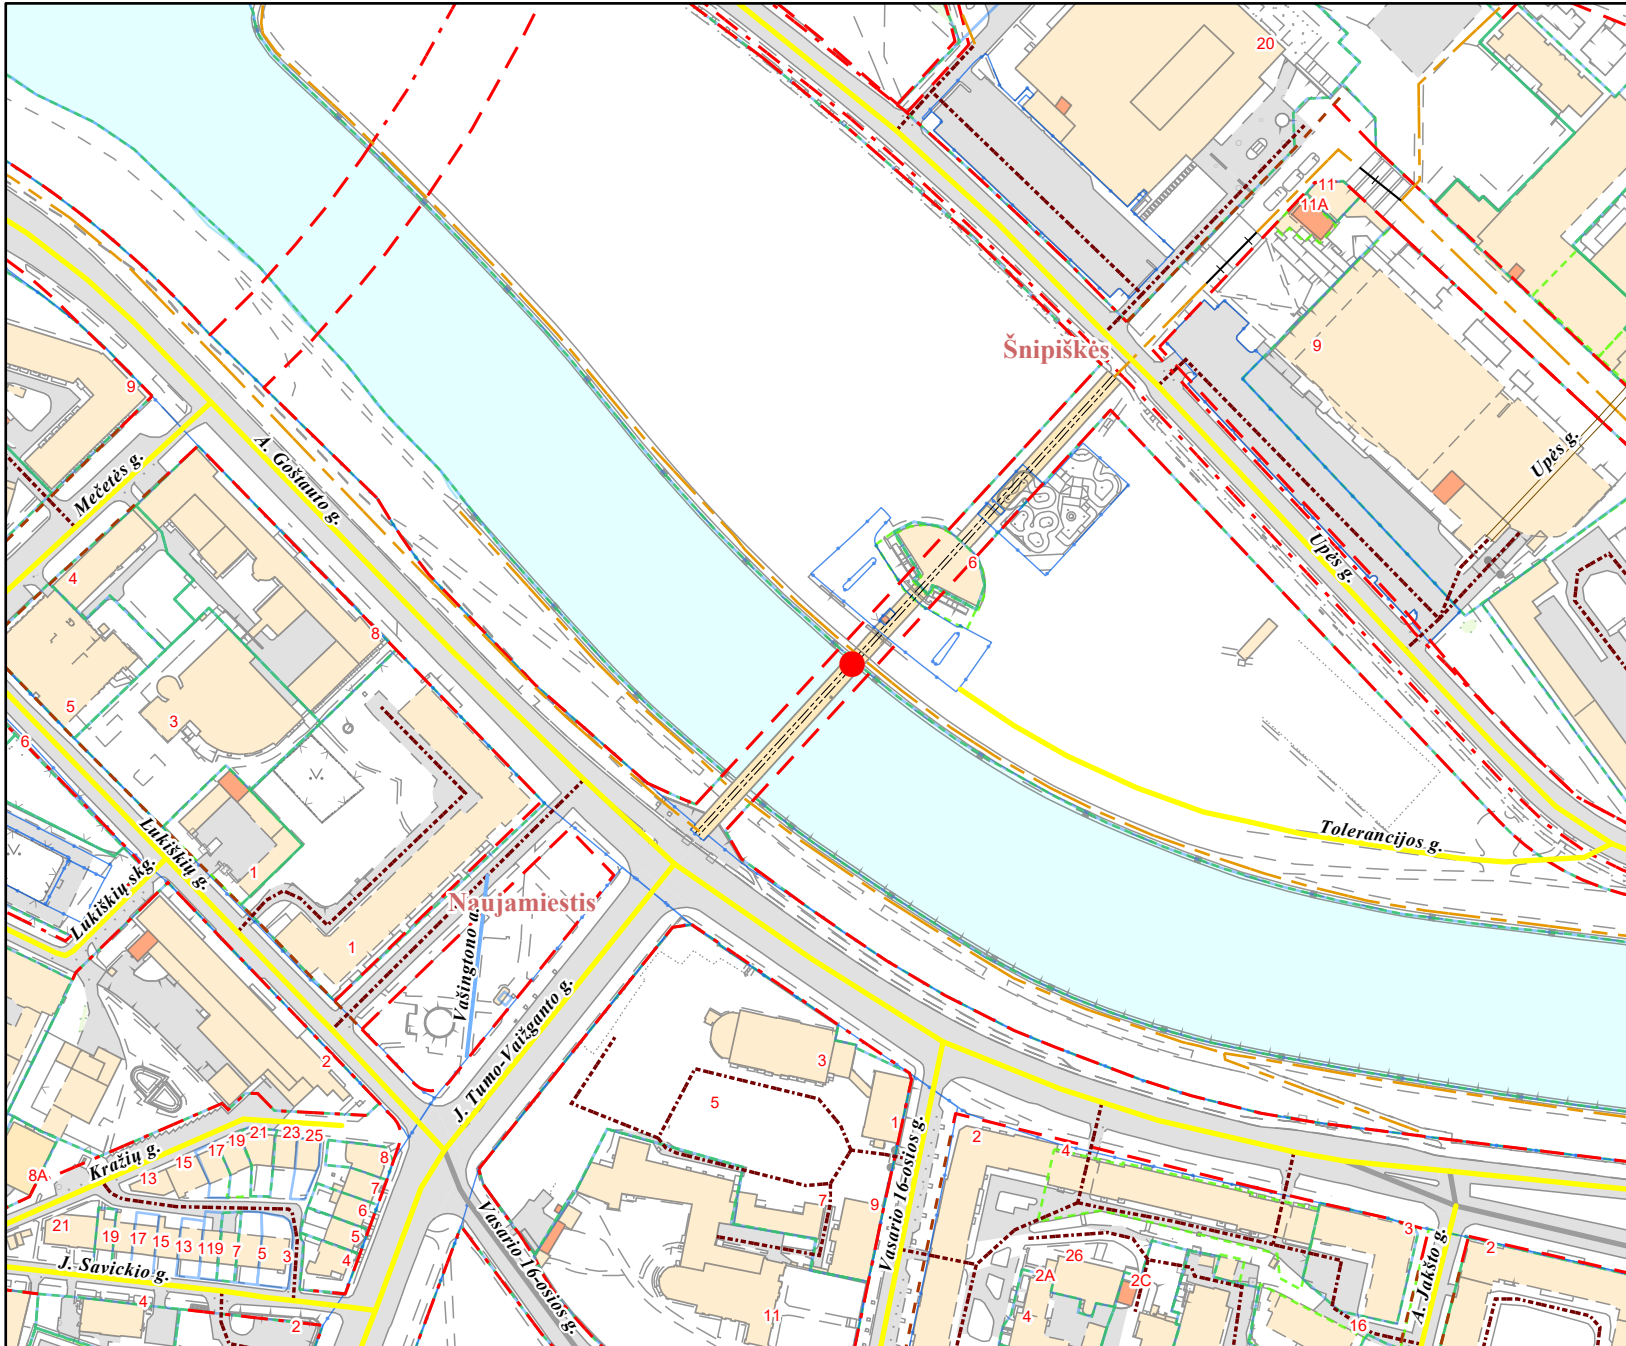 20
11
11A
Šnipiškės
9
9
Upės g.
A. Goštauto g.
Mečetės g.
Upės g.
6
4
8
5
3
6
Tolerancijos g.
Lukiškių g.
Lukiškių skg.
1
Naujamiestis
1
Vašingtono a.
J. Tumo-Vaižganto g.
2
3
5
1
Vasario 16-osios g.
2
4
Kražių g.
8A
13
15
17
19
21
23
25
8
7
6
5
4
7
9
Vasario 16-osios g.
21
19
17
15
13
11
9
7
5
3
J. Savickio g.
4
2
11
26
2A
2C
4
16
3
2
A. Jakšto g.